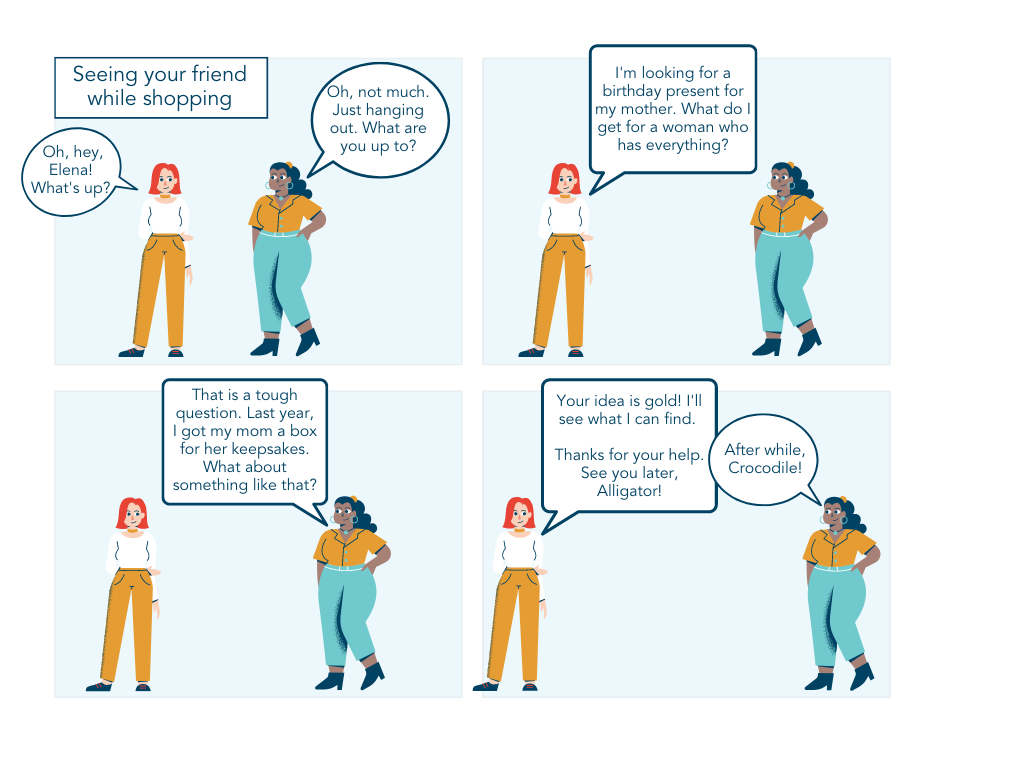 Seeing your friend
while shopping
Oh, hey,
Elena!
What's up?
Oh, not much.
Just hanging
out. What are
you up to?
I'm looking for a
birthday present for
my mother. What do I
get for a woman who
has everything?
That is a tough
question. Last year,
I got my mom a box
for her keepsakes.
What about
something like that?
Your idea is gold! I'll
see what I can find.
Thanks for your help.
See you later,
Alligator!
After while,
Crocodile!